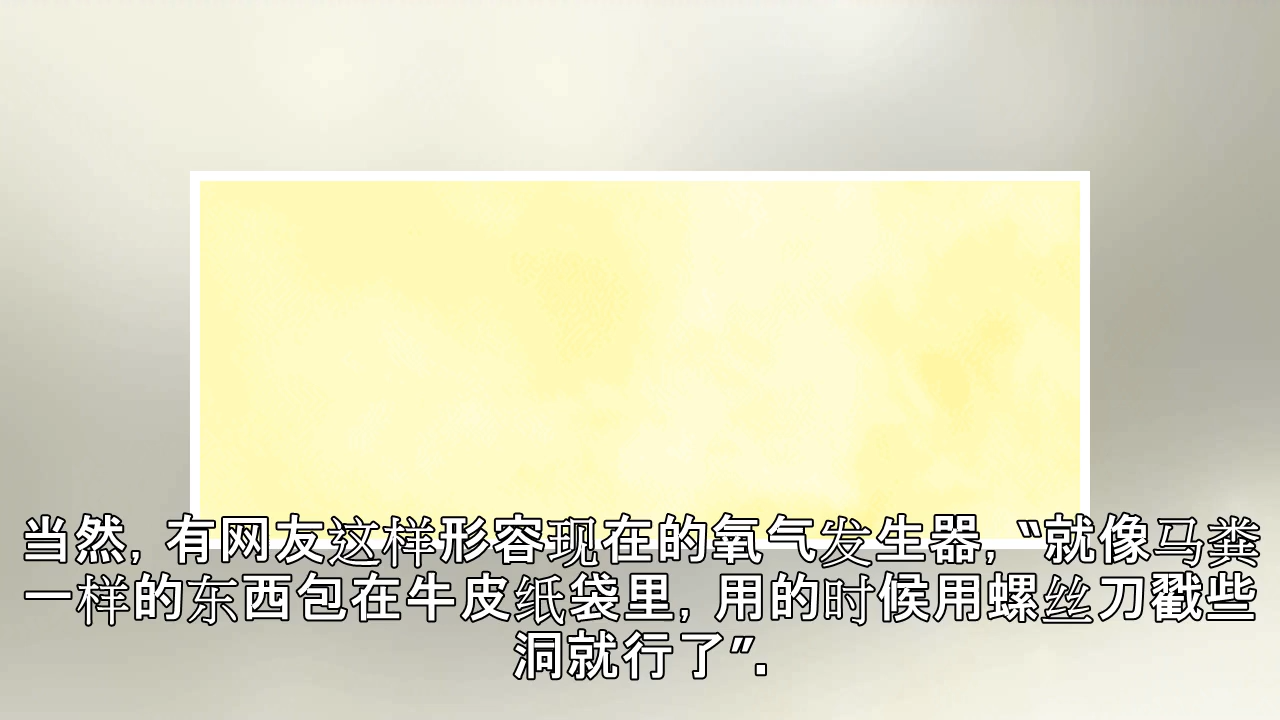 当然, 有网友这样形容现在的氧气发生器, “就像马粪
一样的东西包在牛皮纸袋里, 用的时候用螺丝刀戳些
洞就行了”.